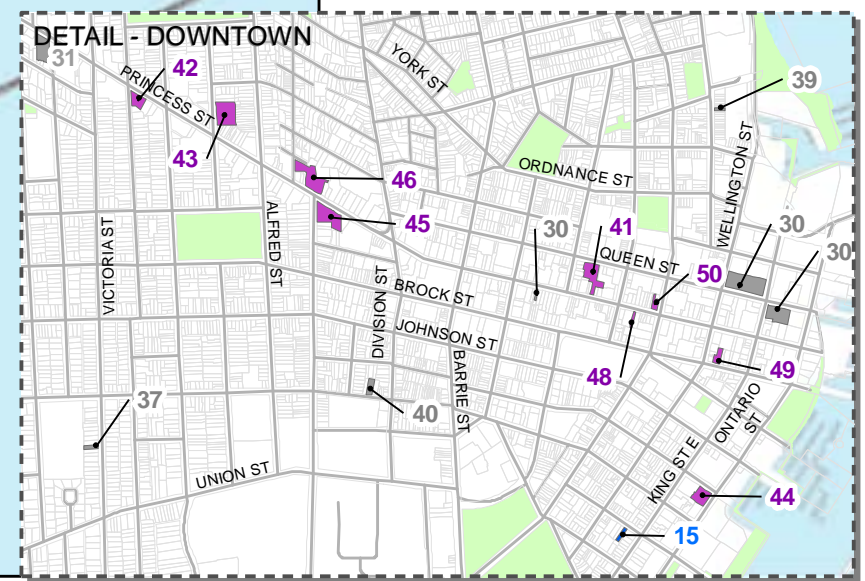 DETAIL - DOWNTOWN
31
42
PRINCESS ST
43
YORK ST
39
46
ORDNANCE ST
WELLINGTON ST
45
ALFRED ST
VICTORIA ST
30
41
30
30
QUEEN ST
50
DIVISION ST
BROCK ST
JOHNSON ST
BARRIE ST
48
49
37
40
ONTARIO
ST
UNION ST
KING ST E
44
15